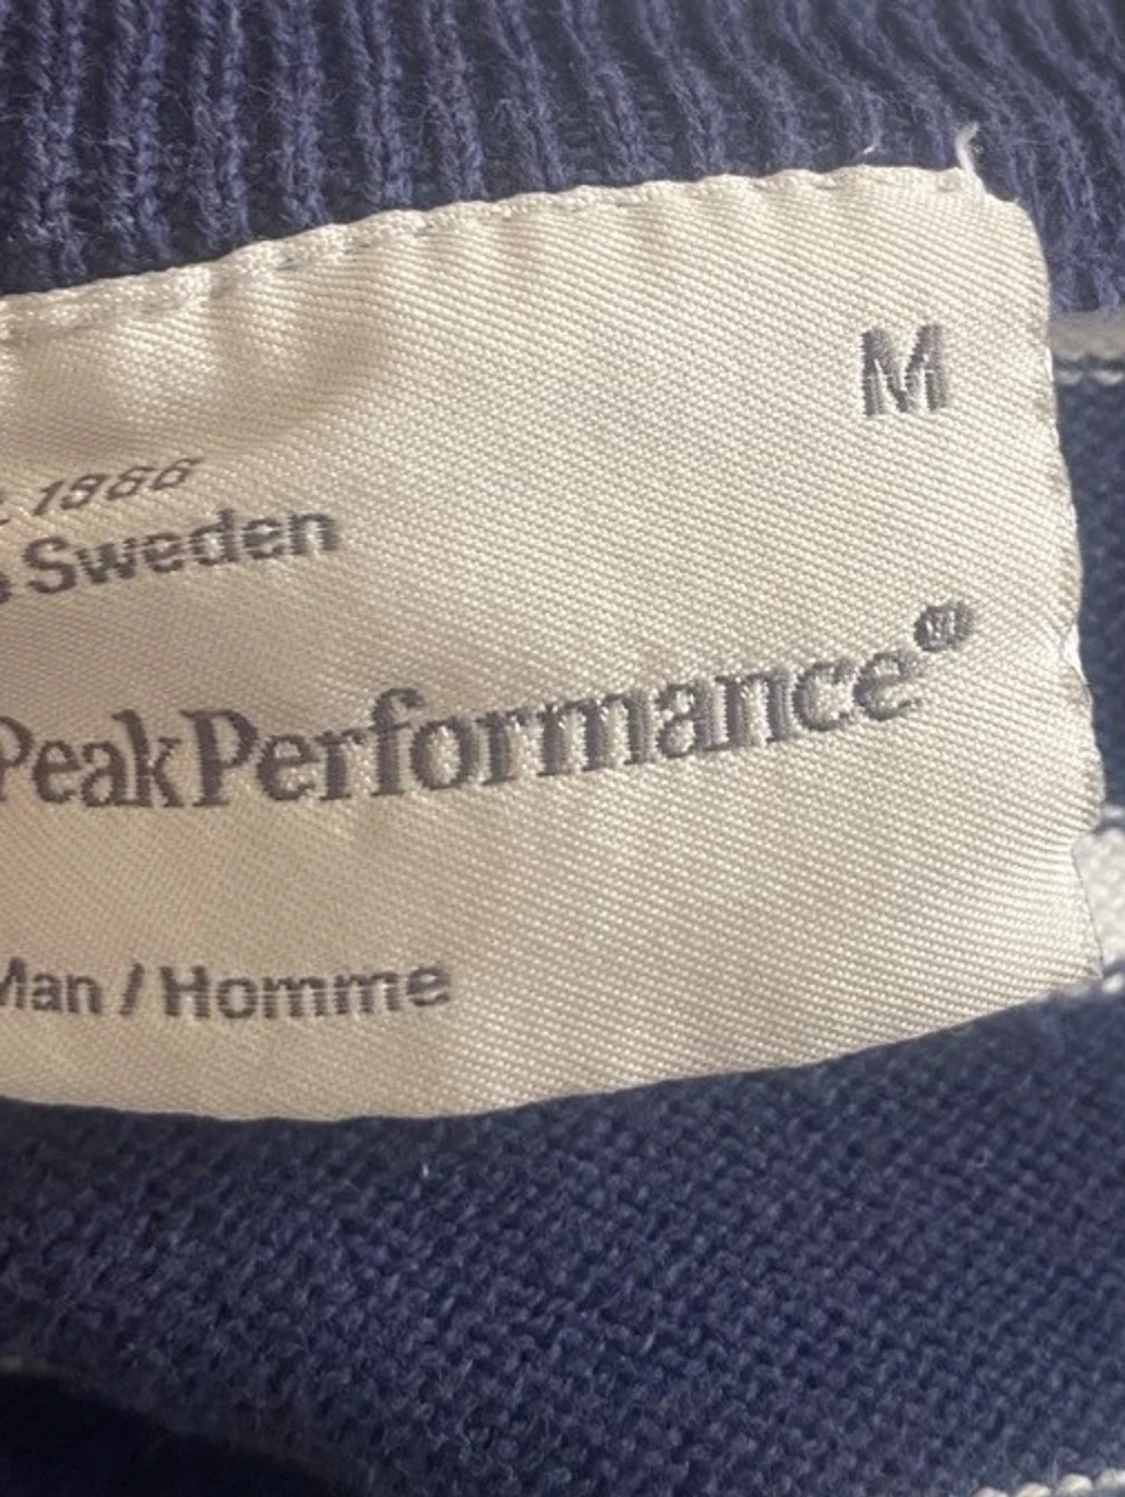 M
1986
Sweden
PeakPerformance®
Man / Homme